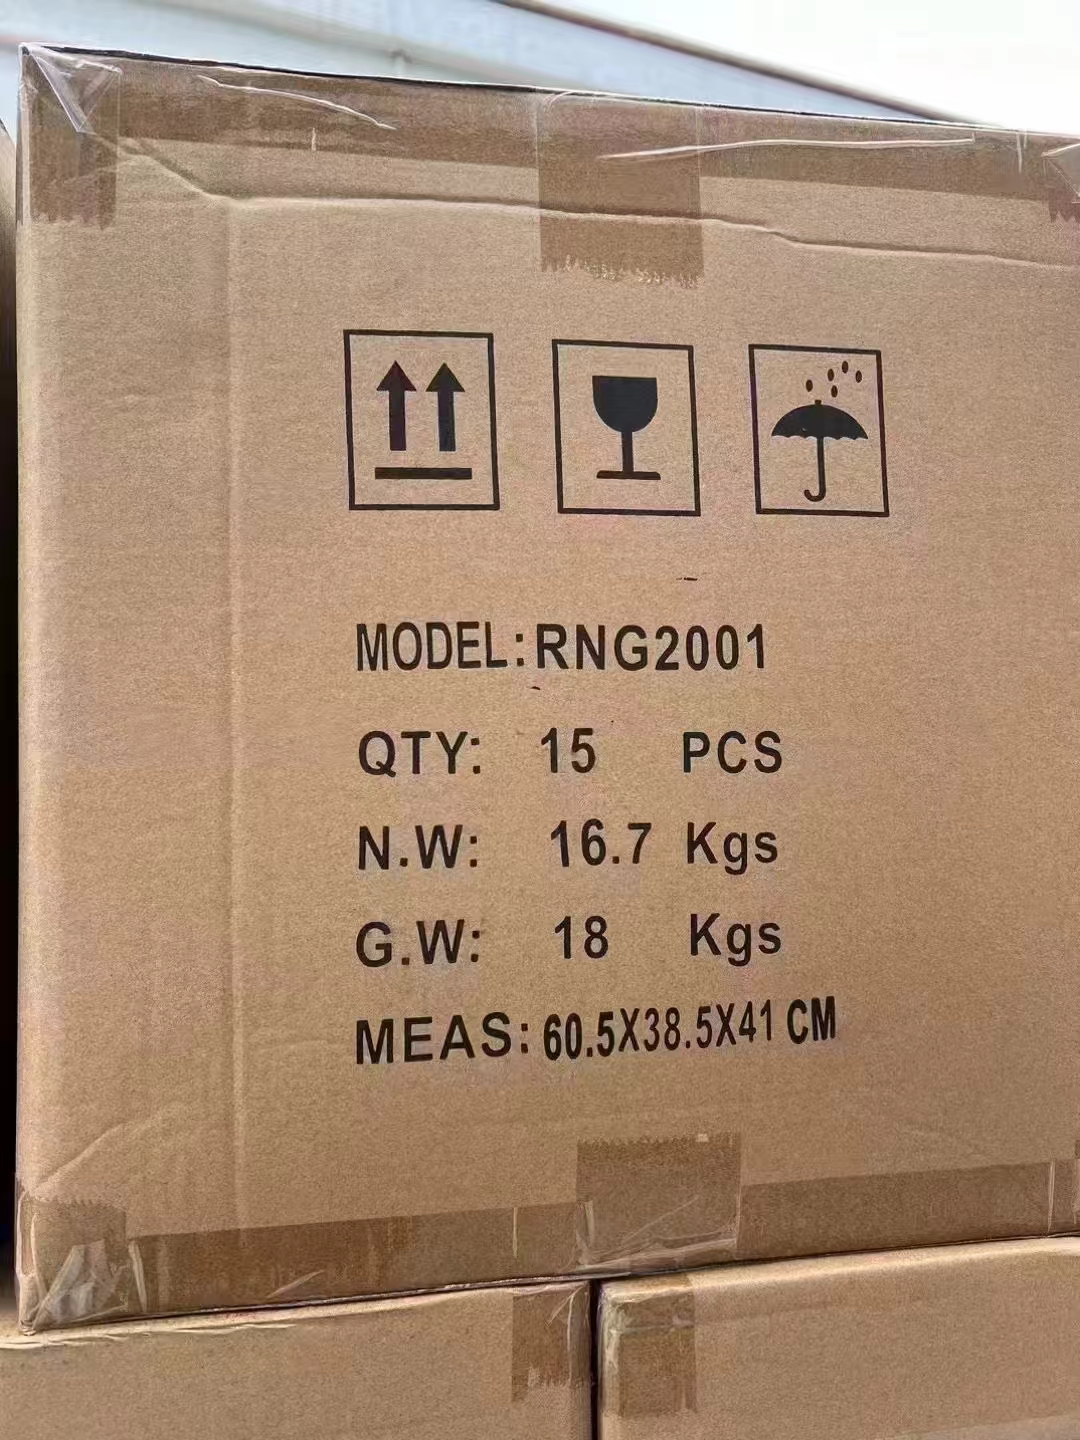 MODEL:RNG2001
QTY: 15 PCS
N.W: 16.7 Kgs
G.W: 18 Kgs
MEAS: 60.5X38.5X41 CM